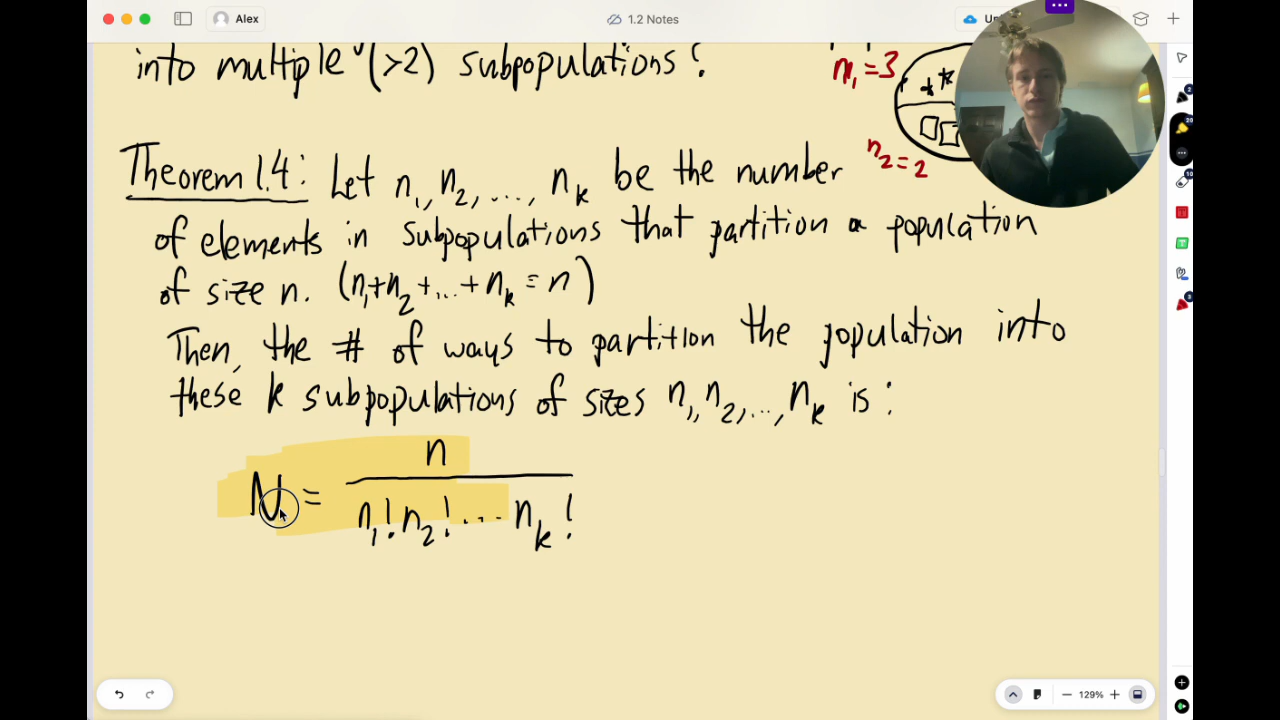 Alex
1.2 Notes
into multiple (>2) subpopulations?
n₁=3
n₂=2
Theorem 1.4: Let n₁, n₂, ..., nₖ be the number
of elements in subpopulations that partition a population
of size n. (n₁+n₂+...+nₖ=n)
Then, the # of ways to partition the population into
these k subpopulations of sizes n₁, n₂, ..., nₖ is:
N = n / n₁! n₂! ... nₖ!
129%